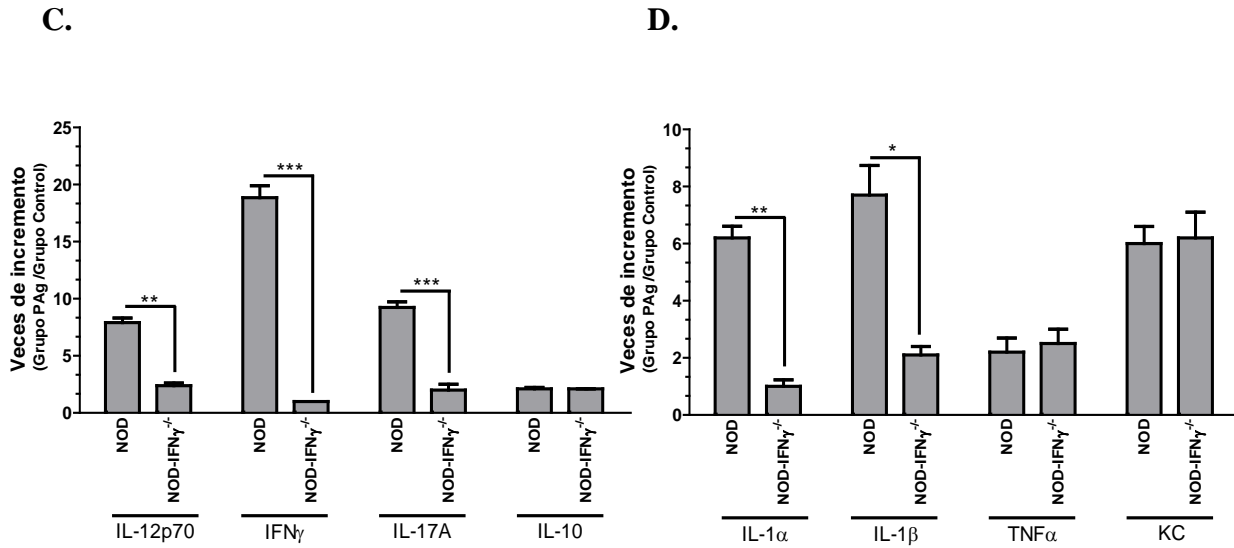 C.
Veces de incremento
(Grupo PAg /Grupo Control)
25
20
15
10
5
0
**
***
***
NOD
NOD-IFNγ-/-
NOD
NOD-IFNγ-/-
NOD
NOD-IFNγ-/-
NOD
NOD-IFNγ-/-
IL-12p70
IFNγ
IL-17A
IL-10
D.
Veces de incremento
(Grupo PAg /Grupo Control)
10
8
6
4
2
0
**
*
NOD
NOD-IFNγ-/-
NOD
NOD-IFNγ-/-
NOD
NOD-IFNγ-/-
NOD
NOD-IFNγ-/-
IL-1α
IL-1β
TNFα
KC